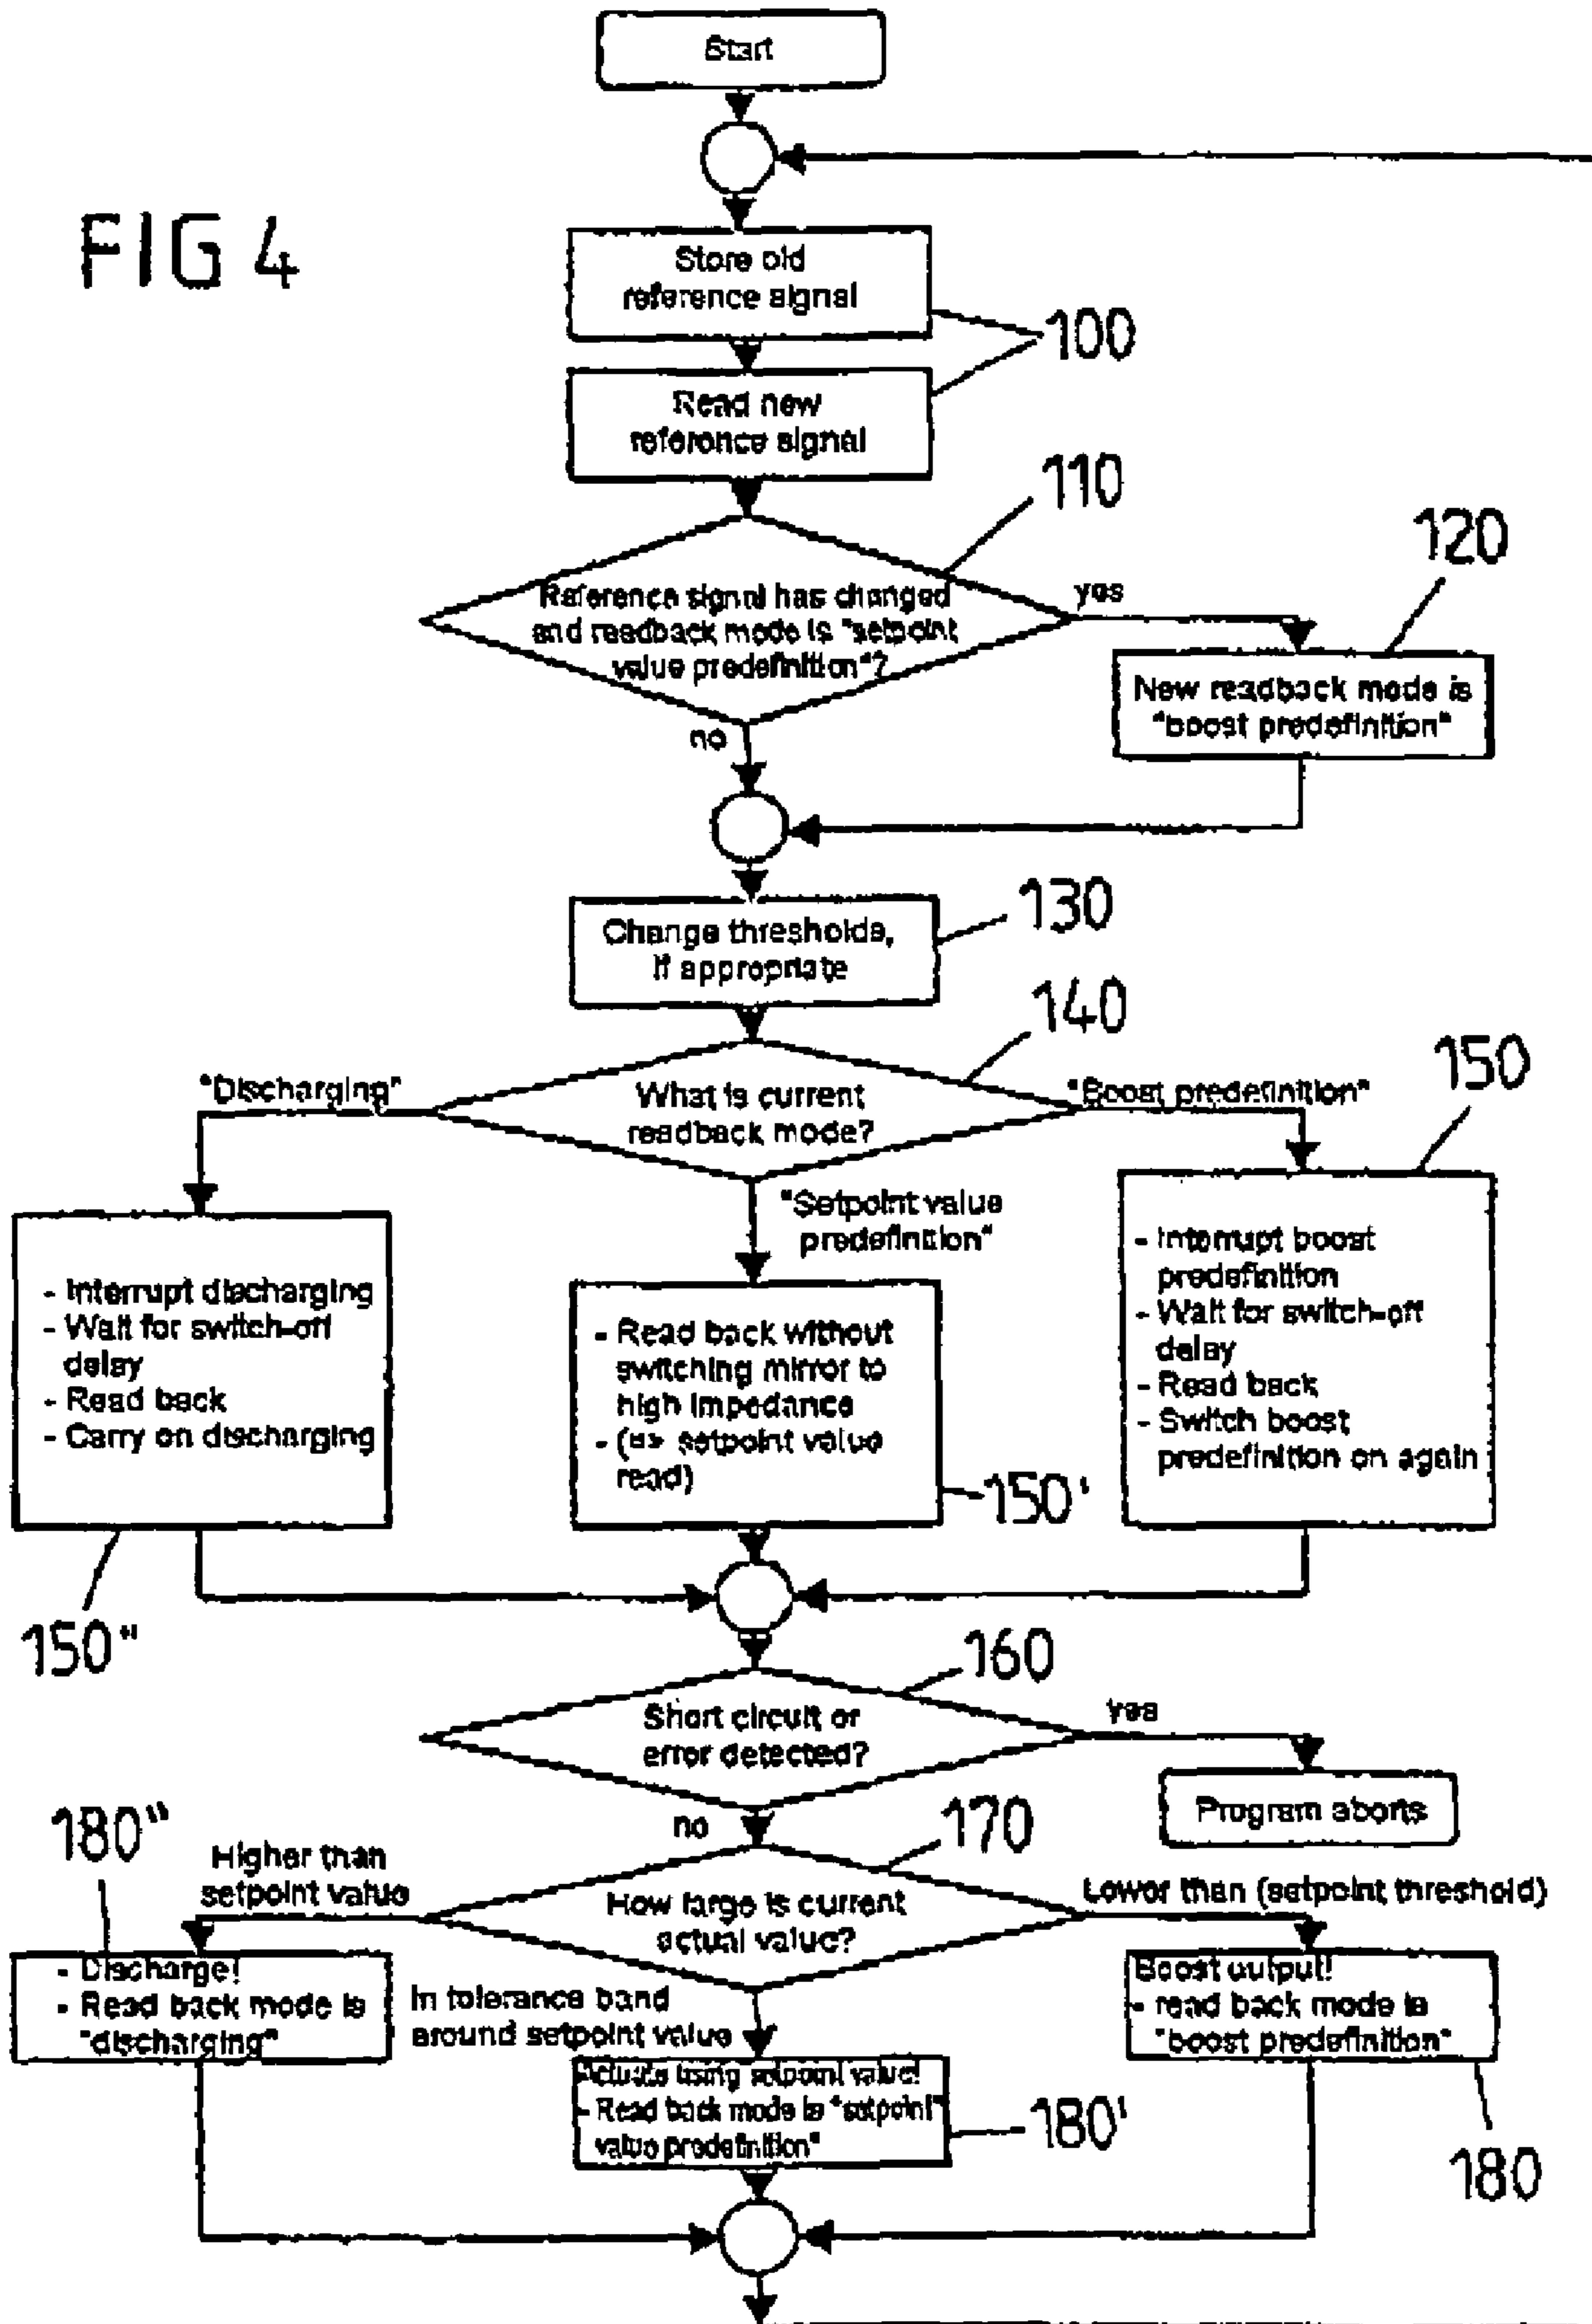 Start
FIG 4
Store old
reference signal
100
Read new
reference signal
110
120
Reference signal has changed
and readback mode is "setpoint
value predefinition"?
yes
New readback mode is
"boost predefinition"
no
130
Change thresholds,
if appropriate
140
150
"Discharging"
What is current
readback mode?
"Boost predefinition"
"Setpoint value
predefinition"
- Interrupt discharging
- Wait for switch-off
delay
- Read back
- Carry on discharging
- Read back without
switching mirror to
high impedance
- (=> setpoint value
read)
- Interrupt boost
predefinition
- Wait for switch-off
delay
- Read back
- Switch boost
predefinition on again
150'
150"
160
Short circuit or
error detected?
yes
Program aborts
no
170
180"
Higher than
setpoint value
How large is current
actual value?
Lower than (setpoint threshold)
- Discharge!
- Read back mode is
"discharging"
In tolerance band
around setpoint value
Boost output!
- read back mode is
"boost predefinition"
Actuate using setpoint value!
- Read back mode is "setpoint"
value predefinition"
180'
180